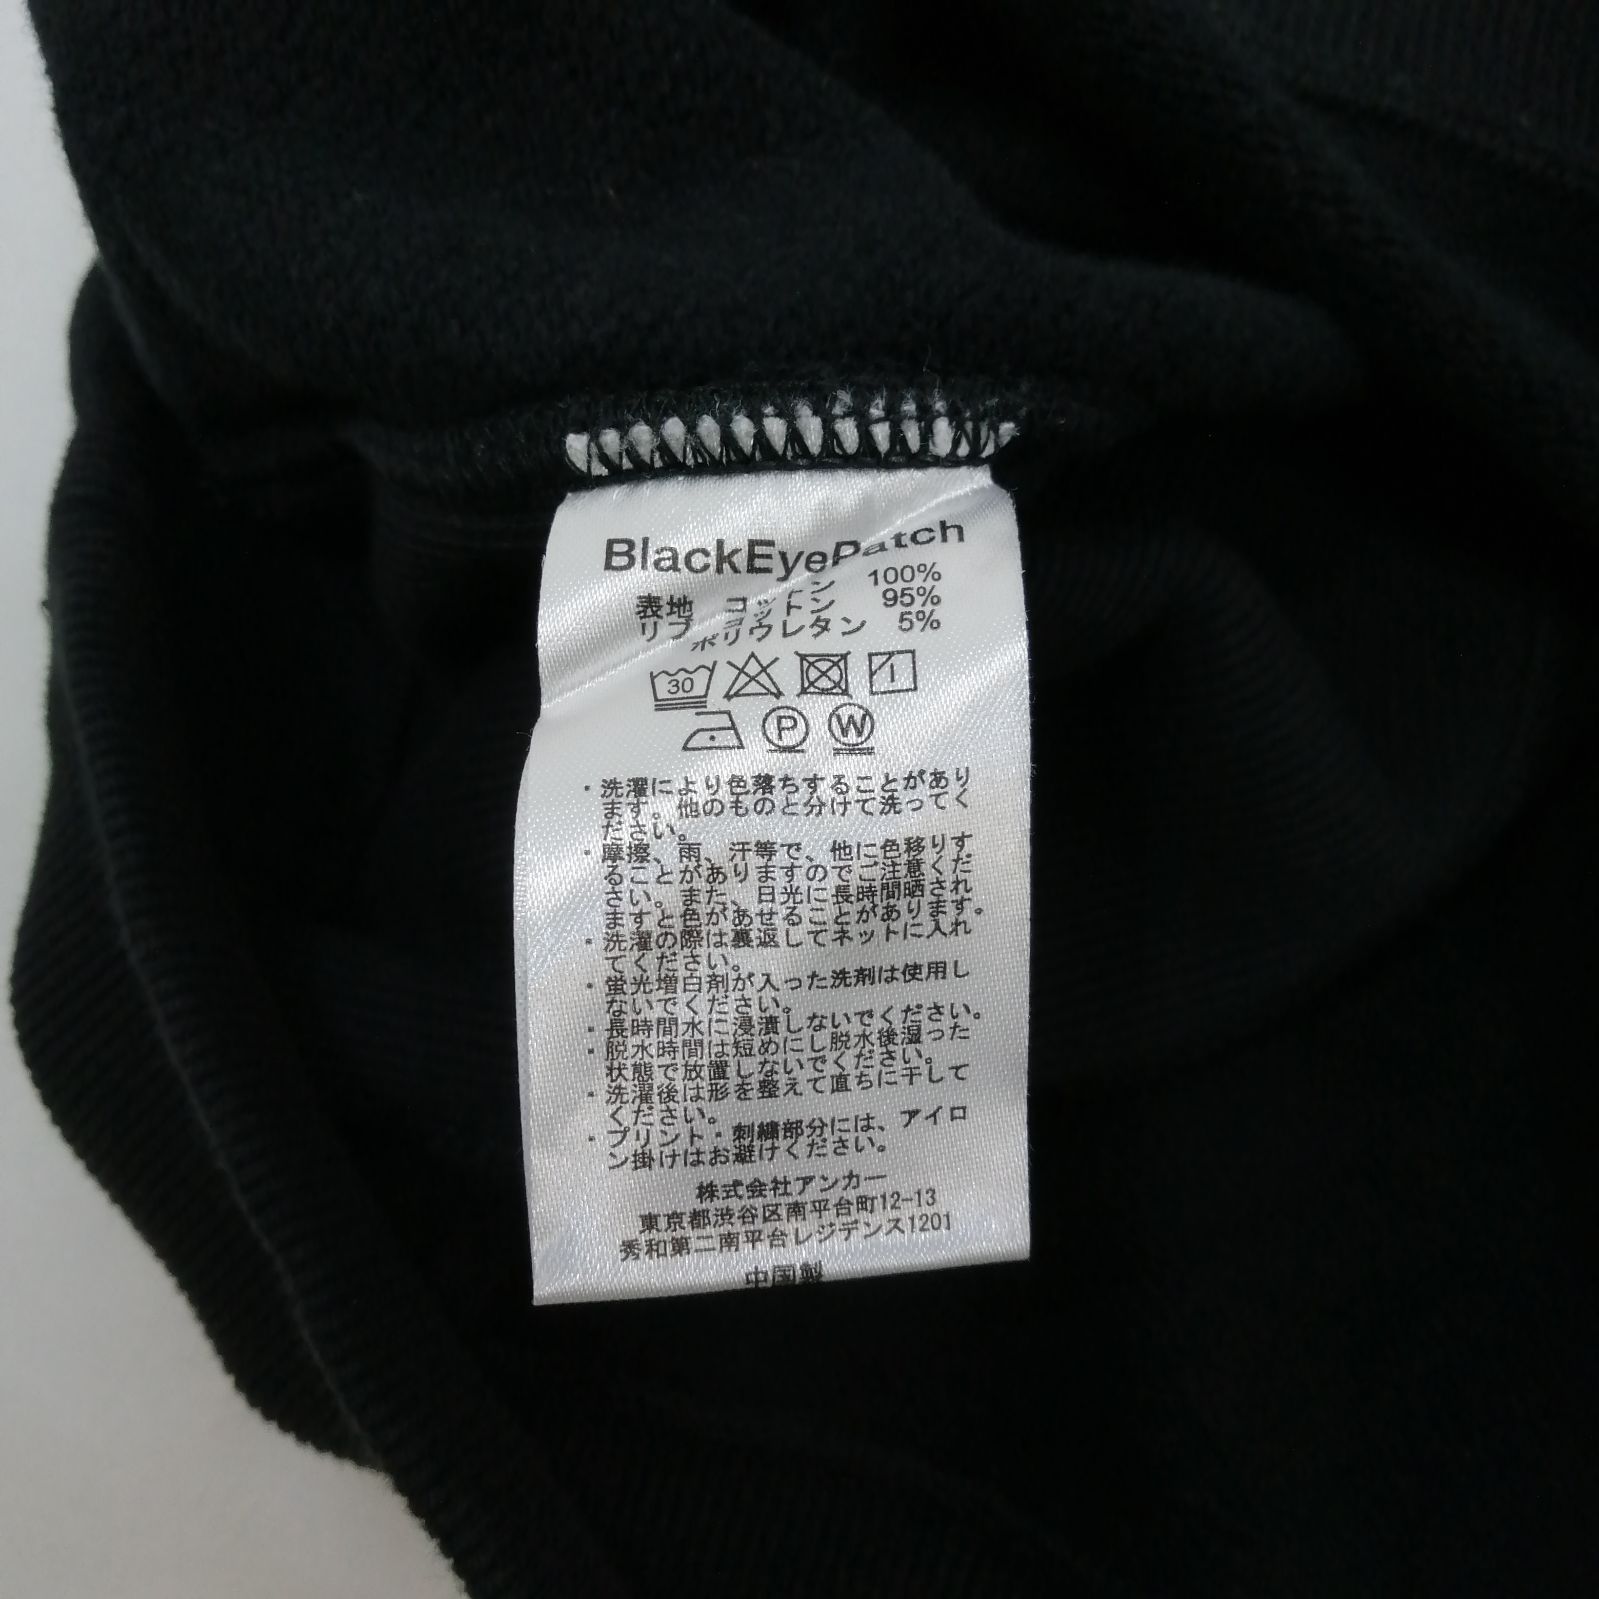 BlackEyePatch
表地 コットン 100%
リブ コットン 95%
ポリウレタン 5%
30
P W
・洗濯により色落ちすることがあり
ます。他のものと分けて洗ってく
ださい。
・摩擦、雨、汗等で、他に色移りす
ることがありますのでご注意くだ
さい。また、日光に長時間晒され
ますと色があせることがあります。
・洗濯の際は裏返してネットに入れ
てください。
・蛍光増白剤が入った洗剤は使用し
ないでください。
・長時間水に浸漬しないでください。
・脱水時間は短めにし脱水後湿った
状態で放置しないでください。
・洗濯後は形を整えて直ちに干して
ください。
・プリント・刺繍部分には、アイロ
ン掛けはお避けください。
株式会社アンカー
東京都渋谷区南平台町12-13
秀和第二南平台レジデンス1201
中国製